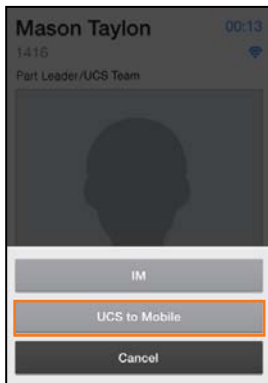 Mason Taylon
00:13
1416
Part Leader/UCS Team
IM
UCS to Mobile
Cancel